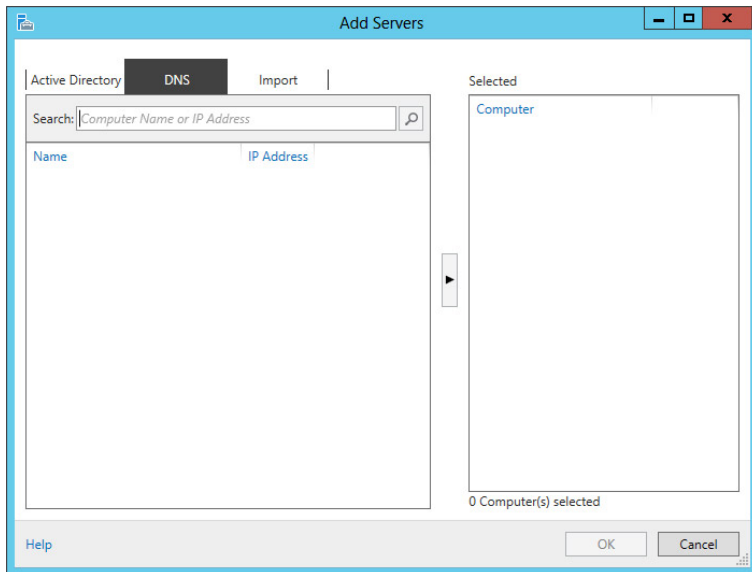 Add Servers
Active Directory DNS Import
Search: Computer Name or IP Address
Name IP Address
Selected
Computer
0 Computer(s) selected
Help OK Cancel